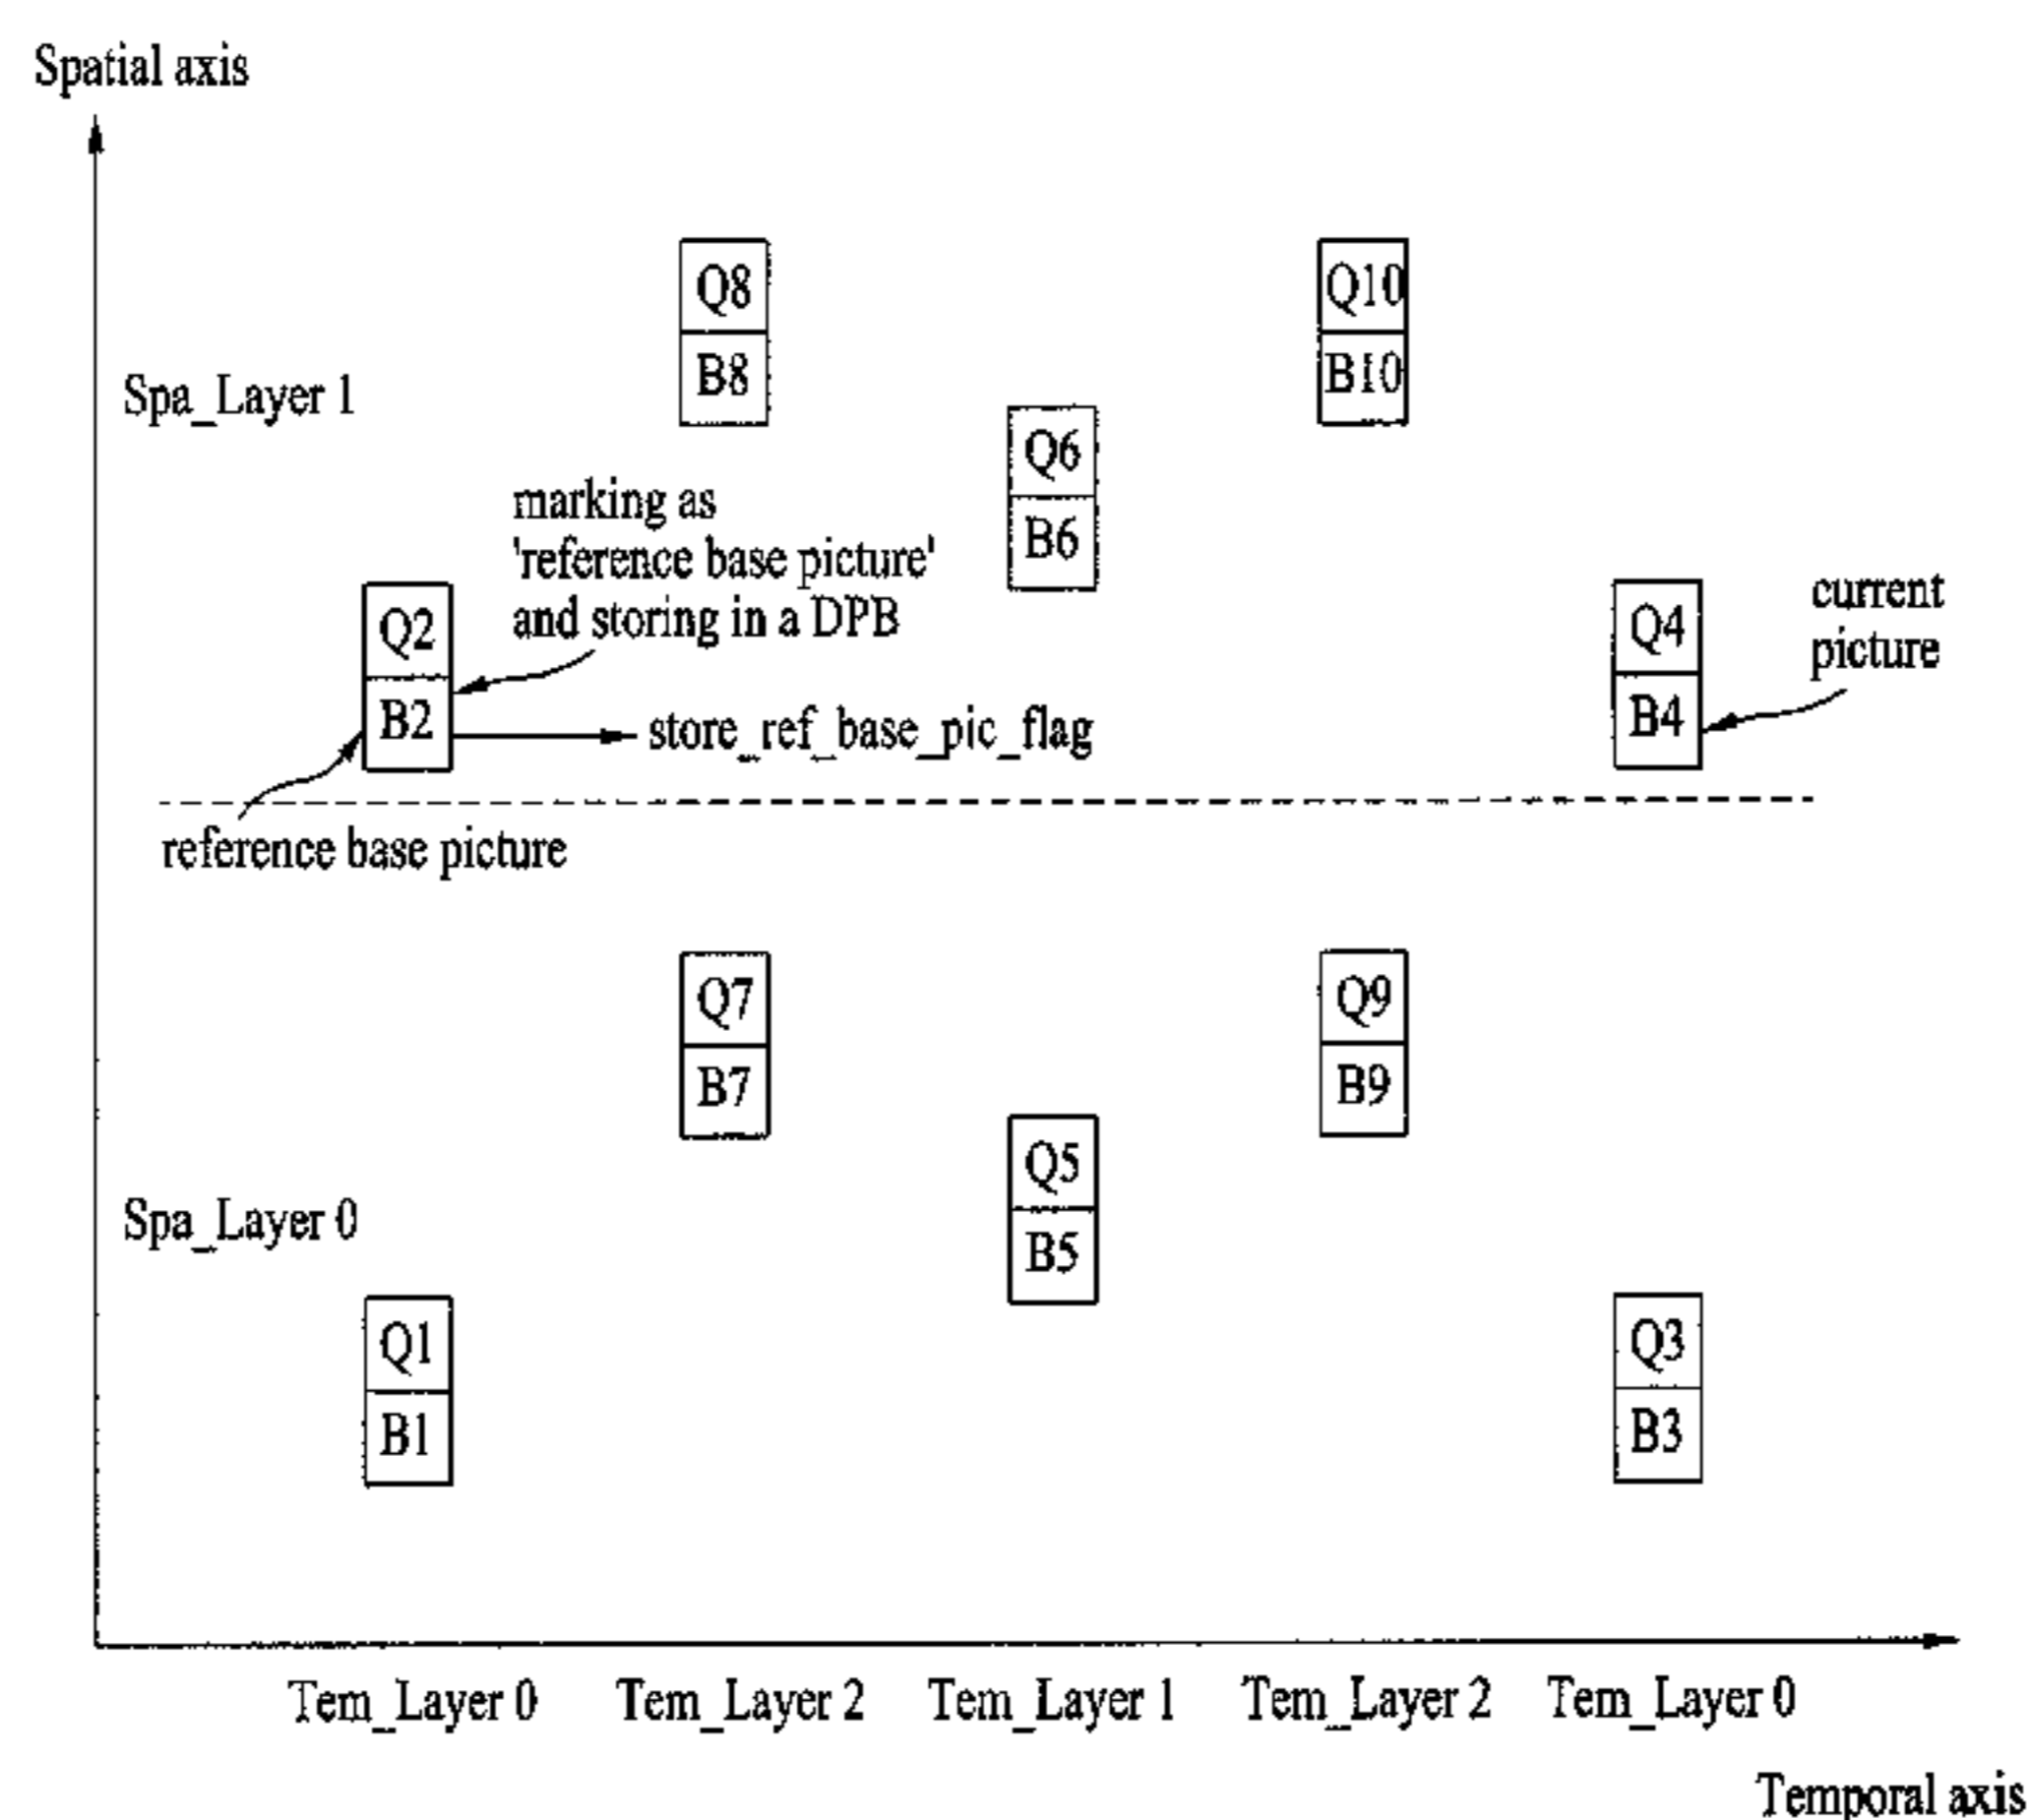 Spatial axis
Q8
B8
Q10
B10
Spa_Layer 1
Q6
B6
marking as
'reference base picture'
and storing in a DPB
Q2
B2
store_ref_base_pic_flag
Q4
B4
current
picture
reference base picture
Q7
B7
Q9
B9
Q5
B5
Spa_Layer 0
Q1
B1
Q3
B3
Tem_Layer 0
Tem_Layer 2
Tem_Layer 1
Tem_Layer 2
Tem_Layer 0
Temporal axis